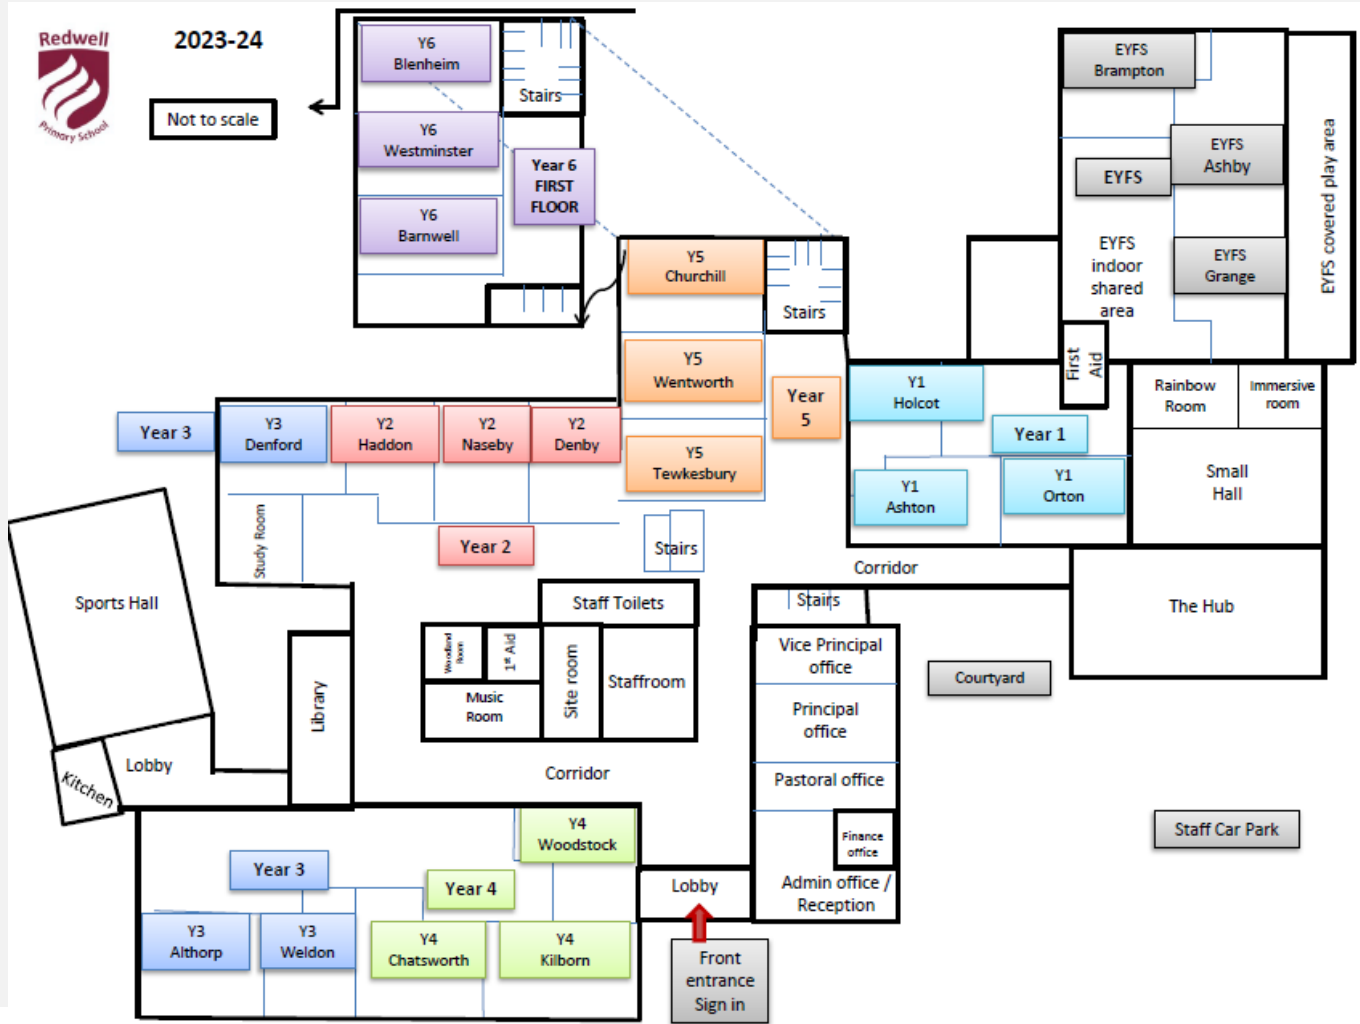 Redwell
Primary School
2023-24
Not to scale
Y6
Blenheim
Stairs
Y6
Westminster
Year 6
FIRST
FLOOR
Y6
Barnwell
EYFS
Brampton
EYFS
Ashby
EYFS
EYFS
Grange
EYFS
indoor
shared
area
EYFS covered play area
First
Aid
Rainbow
Room
Immersive
room
Small
Hall
Y5
Churchill
Stairs
Y5
Wentworth
Year
5
Y5
Tewkesbury
Y1
Holcot
Year 1
Y1
Ashton
Y1
Orton
Year 3
Y3
Denford
Y2
Haddon
Y2
Naseby
Y2
Denby
Year 2
Study Room
Stairs
Corridor
The Hub
Sports Hall
Staff Toilets
Stairs
Woodland
Room
1st Aid
Site room
Staffroom
Music
Room
Library
Vice Principal
office
Principal
office
Pastoral office
Finance
office
Admin office /
Reception
Courtyard
Staff Car Park
Lobby
Kitchen
Corridor
Y4
Woodstock
Year 3
Year 4
Y3
Althorp
Y3
Weldon
Y4
Chatsworth
Y4
Kilborn
Lobby
Front
entrance
Sign in